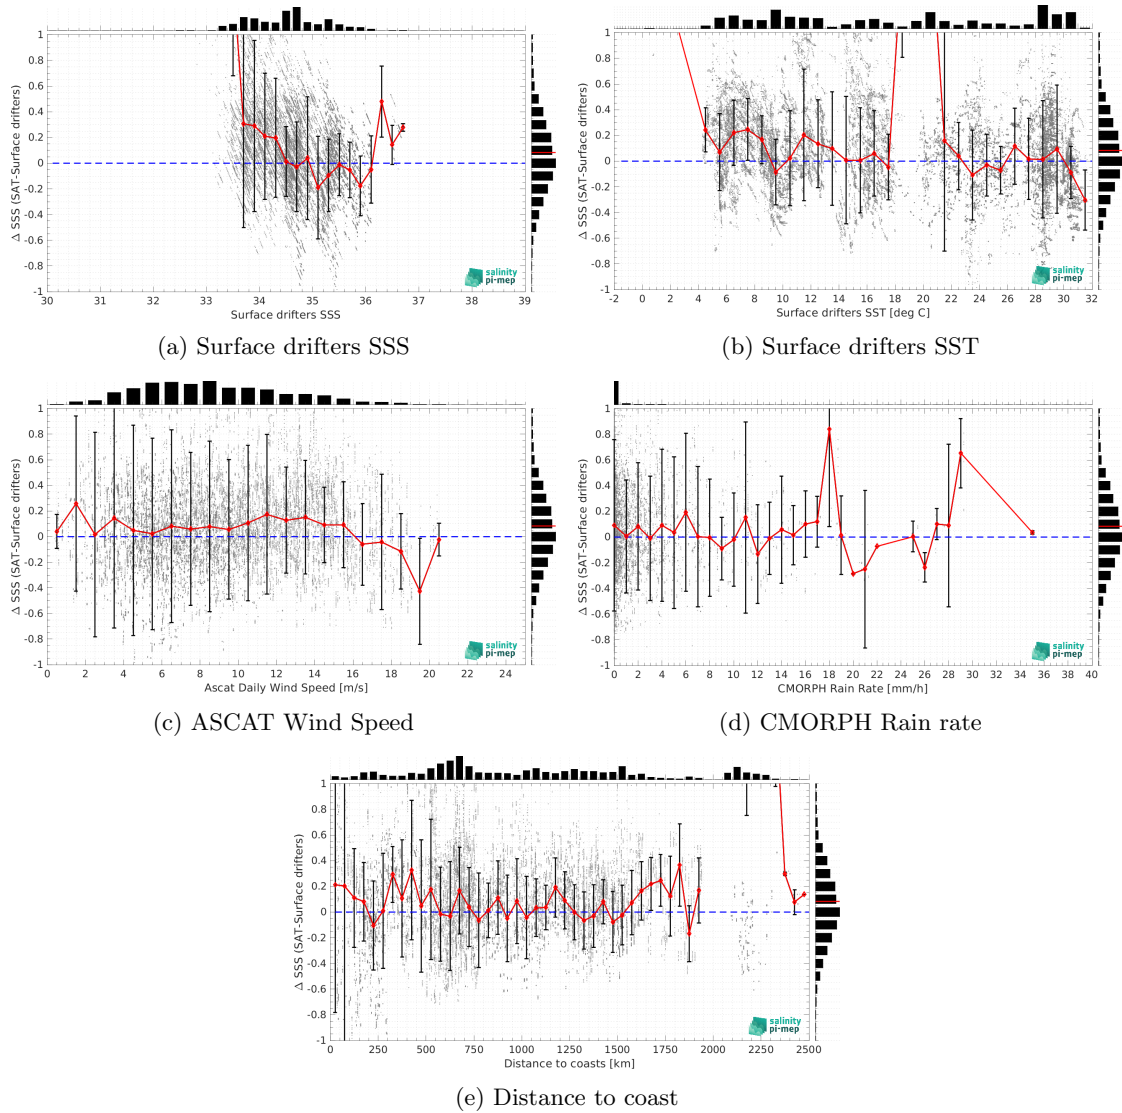 1
0.8
0.6
0.4
0.2
0
-0.2
-0.4
-0.6
-0.8
-1
Δ SSS (SAT-Surface drifters)
30 31 32 33 34 35 36 37 38 39
Surface drifters SSS
salinity
pi-mep
(a) Surface drifters SSS
1
0.8
0.6
0.4
0.2
0
-0.2
-0.4
-0.6
-0.8
-1
Δ SSS (SAT-Surface drifters)
-2 0 2 4 6 8 10 12 14 16 18 20 22 24 26 28 30 32
Surface drifters SST [deg C]
salinity
pi-mep
(b) Surface drifters SST
1
0.8
0.6
0.4
0.2
0
-0.2
-0.4
-0.6
-0.8
-1
Δ SSS (SAT-Surface drifters)
0 2 4 6 8 10 12 14 16 18 20 22 24
Ascat Daily Wind Speed [m/s]
salinity
pi-mep
(c) ASCAT Wind Speed
1
0.8
0.6
0.4
0.2
0
-0.2
-0.4
-0.6
-0.8
-1
Δ SSS (SAT-Surface drifters)
0 2 4 6 8 10 12 14 16 18 20 22 24 26 28 30 32 34 36 38 40
CMORPH Rain Rate [mm/h]
salinity
pi-mep
(d) CMORPH Rain rate
1
0.8
0.6
0.4
0.2
0
-0.2
-0.4
-0.6
-0.8
-1
Δ SSS (SAT-Surface drifters)
0 250 500 750 1000 1250 1500 1750 2000 2250 2500
Distance to coasts [km]
salinity
pi-mep
(e) Distance to coast